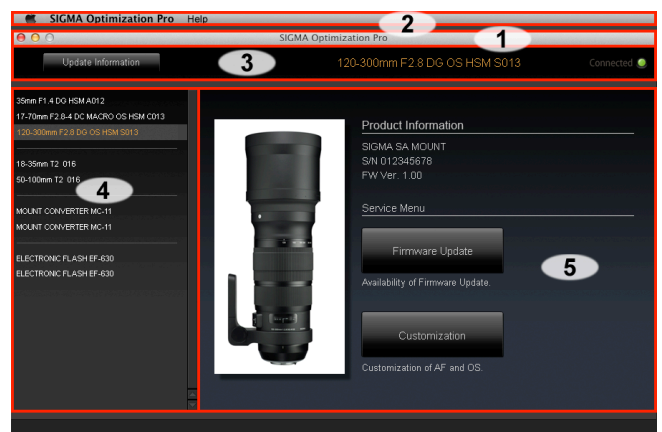 SIGMA Optimization Pro Help
2
SIGMA Optimization Pro
1
Update Information
3
120-300mm F2.8 DG OS HSM S013
Connected
35mm F1.4 DG HSM A012
17-70mm F2.8-4 DC MACRO OS HSM C013
120-300mm F2.8 DG OS HSM S013
18-35mm T2 016
50-100mm T2 016
4
MOUNT CONVERTER MC-11
MOUNT CONVERTER MC-11
ELECTRONIC FLASH EF-630
ELECTRONIC FLASH EF-630
Product Information
SIGMA SA MOUNT
S/N 012345678
FW Ver. 1.00
Service Menu
Firmware Update
5
Availability of Firmware Update.
Customization
Customization of AF and OS.